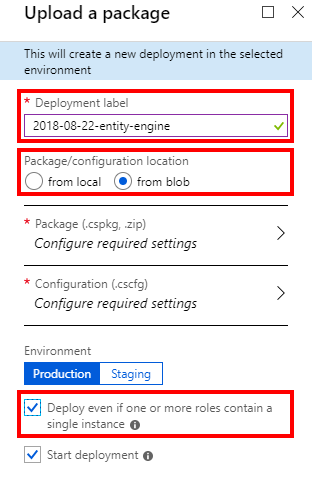 Upload a package
This will create a new deployment in the selected
environment
* Deployment label
2018-08-22-entity-engine
Package/configuration location
from local
from blob
* Package (.cspkg, .zip)
Configure required settings
* Configuration (.cscfg)
Configure required settings
Environment
Production
Staging
Deploy even if one or more roles contain a
single instance
Start deployment